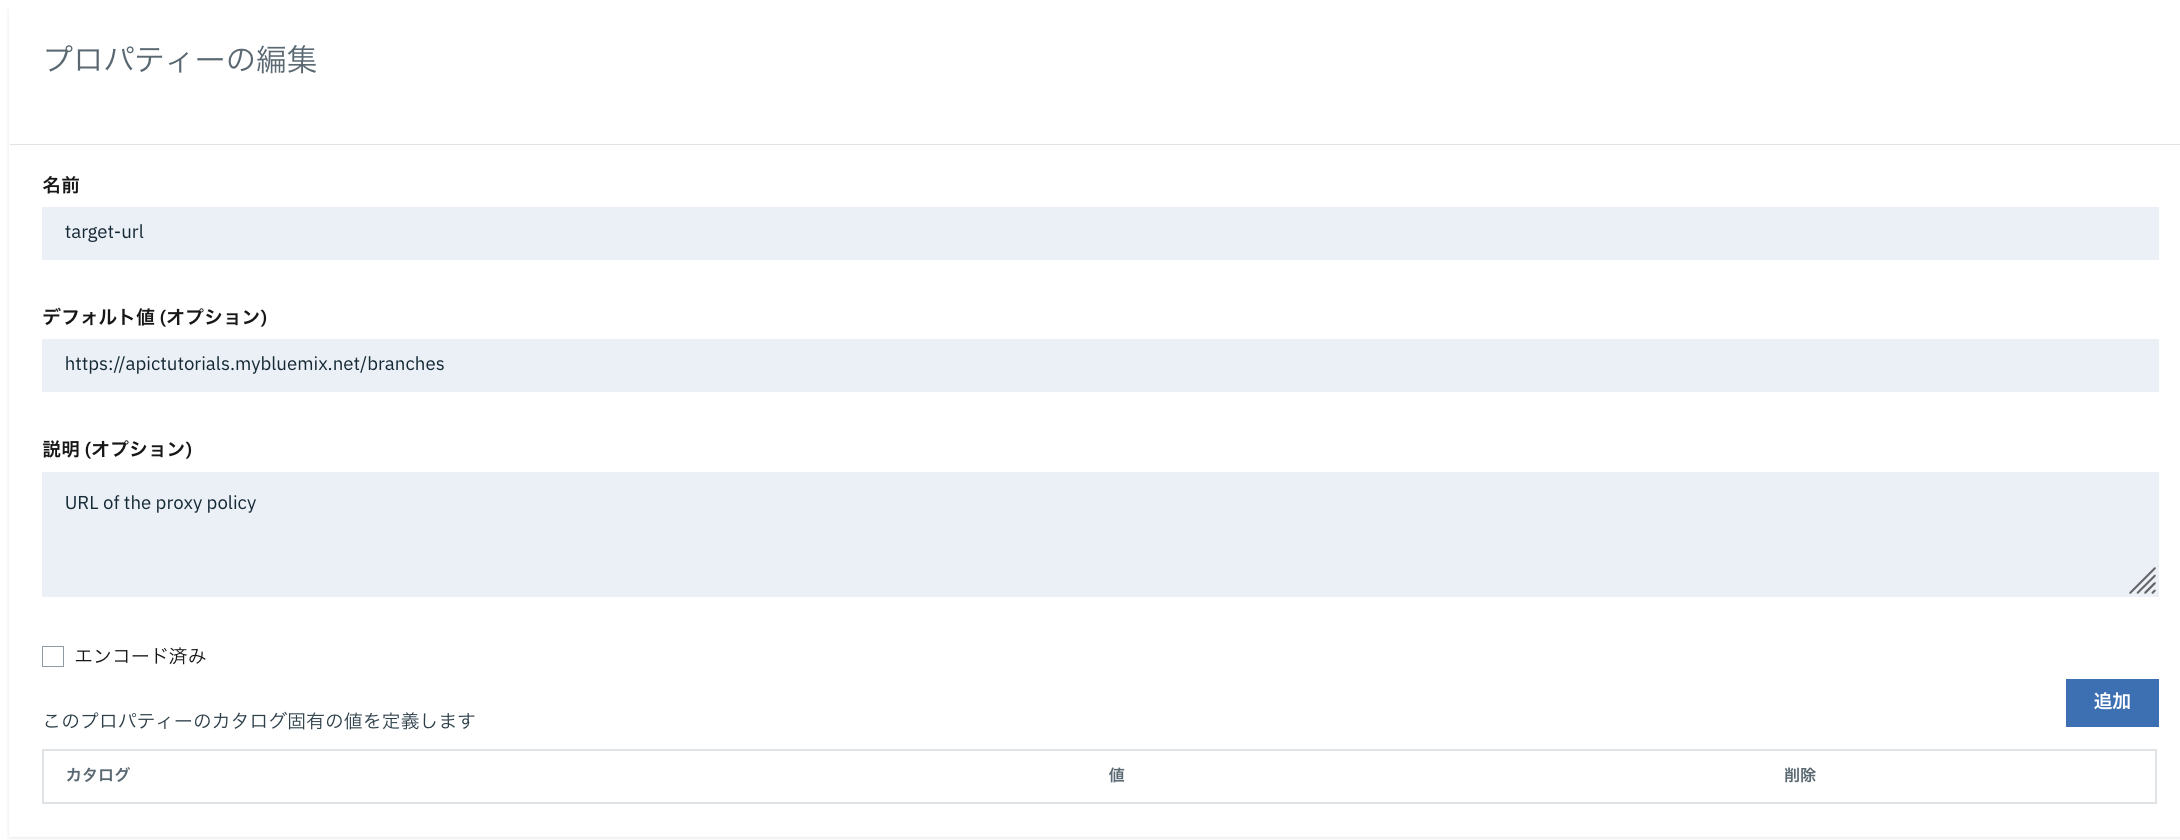 プロパティーの編集
名前
target-url
デフォルト値 (オプション)
https://apictutorials.mybluemix.net/branches
説明 (オプション)
URL of the proxy policy
エンコード済み
追加
このプロパティーのカタログ固有の値を定義します
カタログ 値 削除